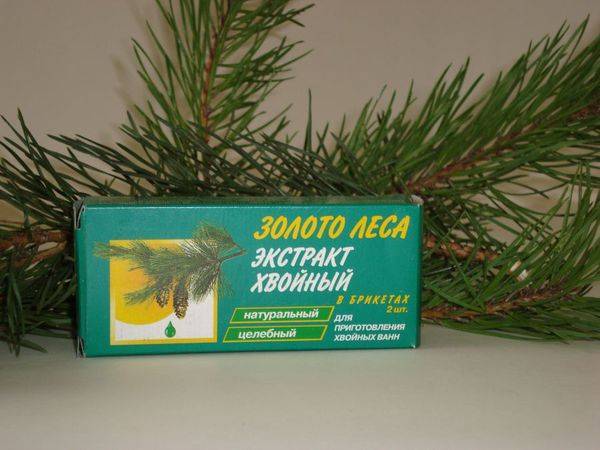 ЗОЛОТО ЛЕСА
ЭКСТРАКТ
ХВОЙНЫЙ
В БРИКЕТАХ
2 шт.
натуральный
целебный
для
приготовления
хвойных ванн